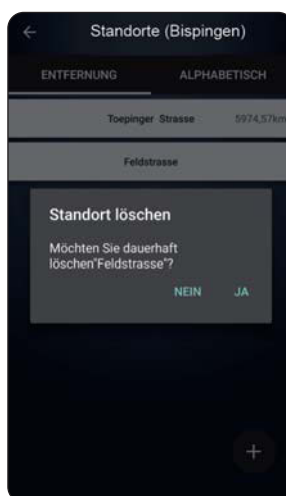 Standorte (Bispingen)
ENTFERNUNG ALPHABETISCH
Toepinger Strasse 5974,57km
Feldstrasse
Standort löschen
Möchten Sie dauerhaft
löschen"Feldstrasse"?
NEIN JA